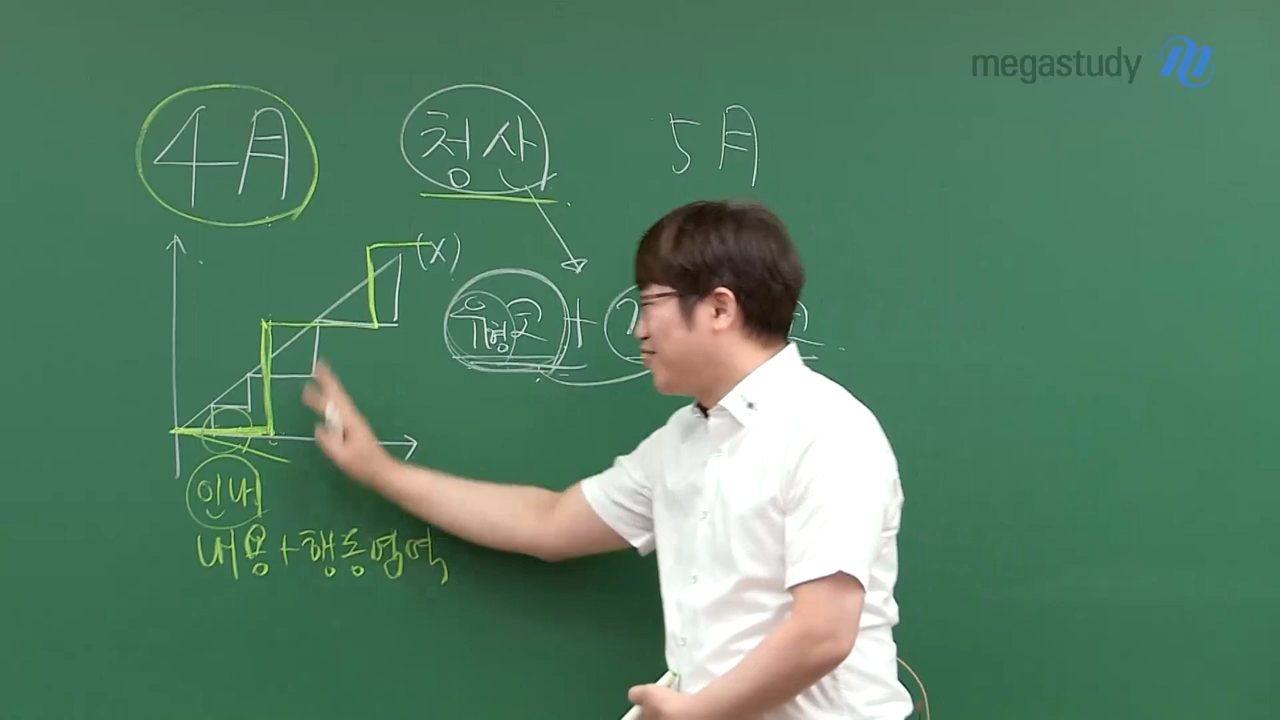 megastudy
4月 청산 5月
(X)
유형 +
인내
내용+행동영역